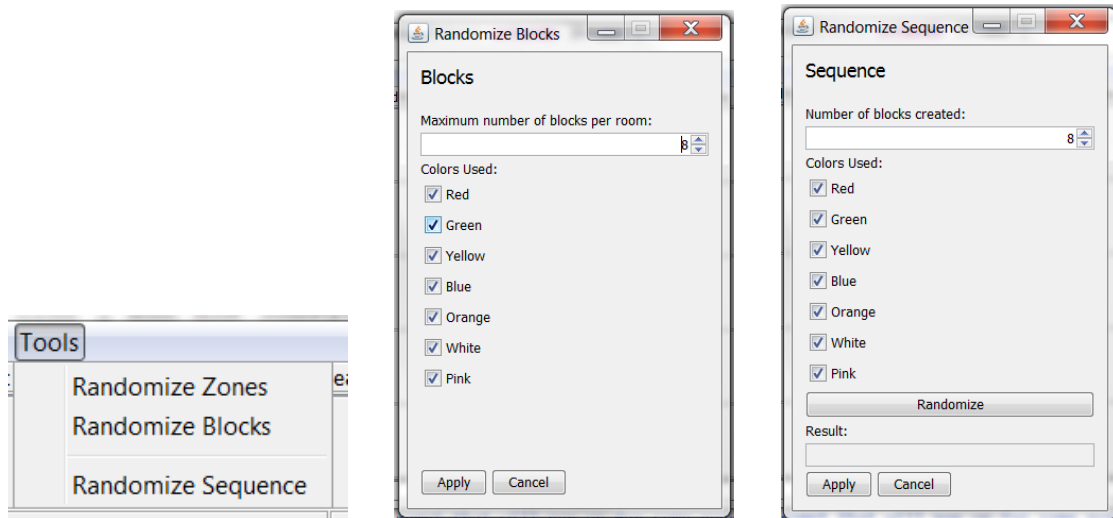 Tools
Randomize Zones
Randomize Blocks
Randomize Sequence
Randomize Blocks
Blocks
Maximum number of blocks per room:
8
Colors Used:
Red
Green
Yellow
Blue
Orange
White
Pink
Apply Cancel
Randomize Sequence
Sequence
Number of blocks created:
8
Colors Used:
Red
Green
Yellow
Blue
Orange
White
Pink
Randomize
Result:
Apply Cancel